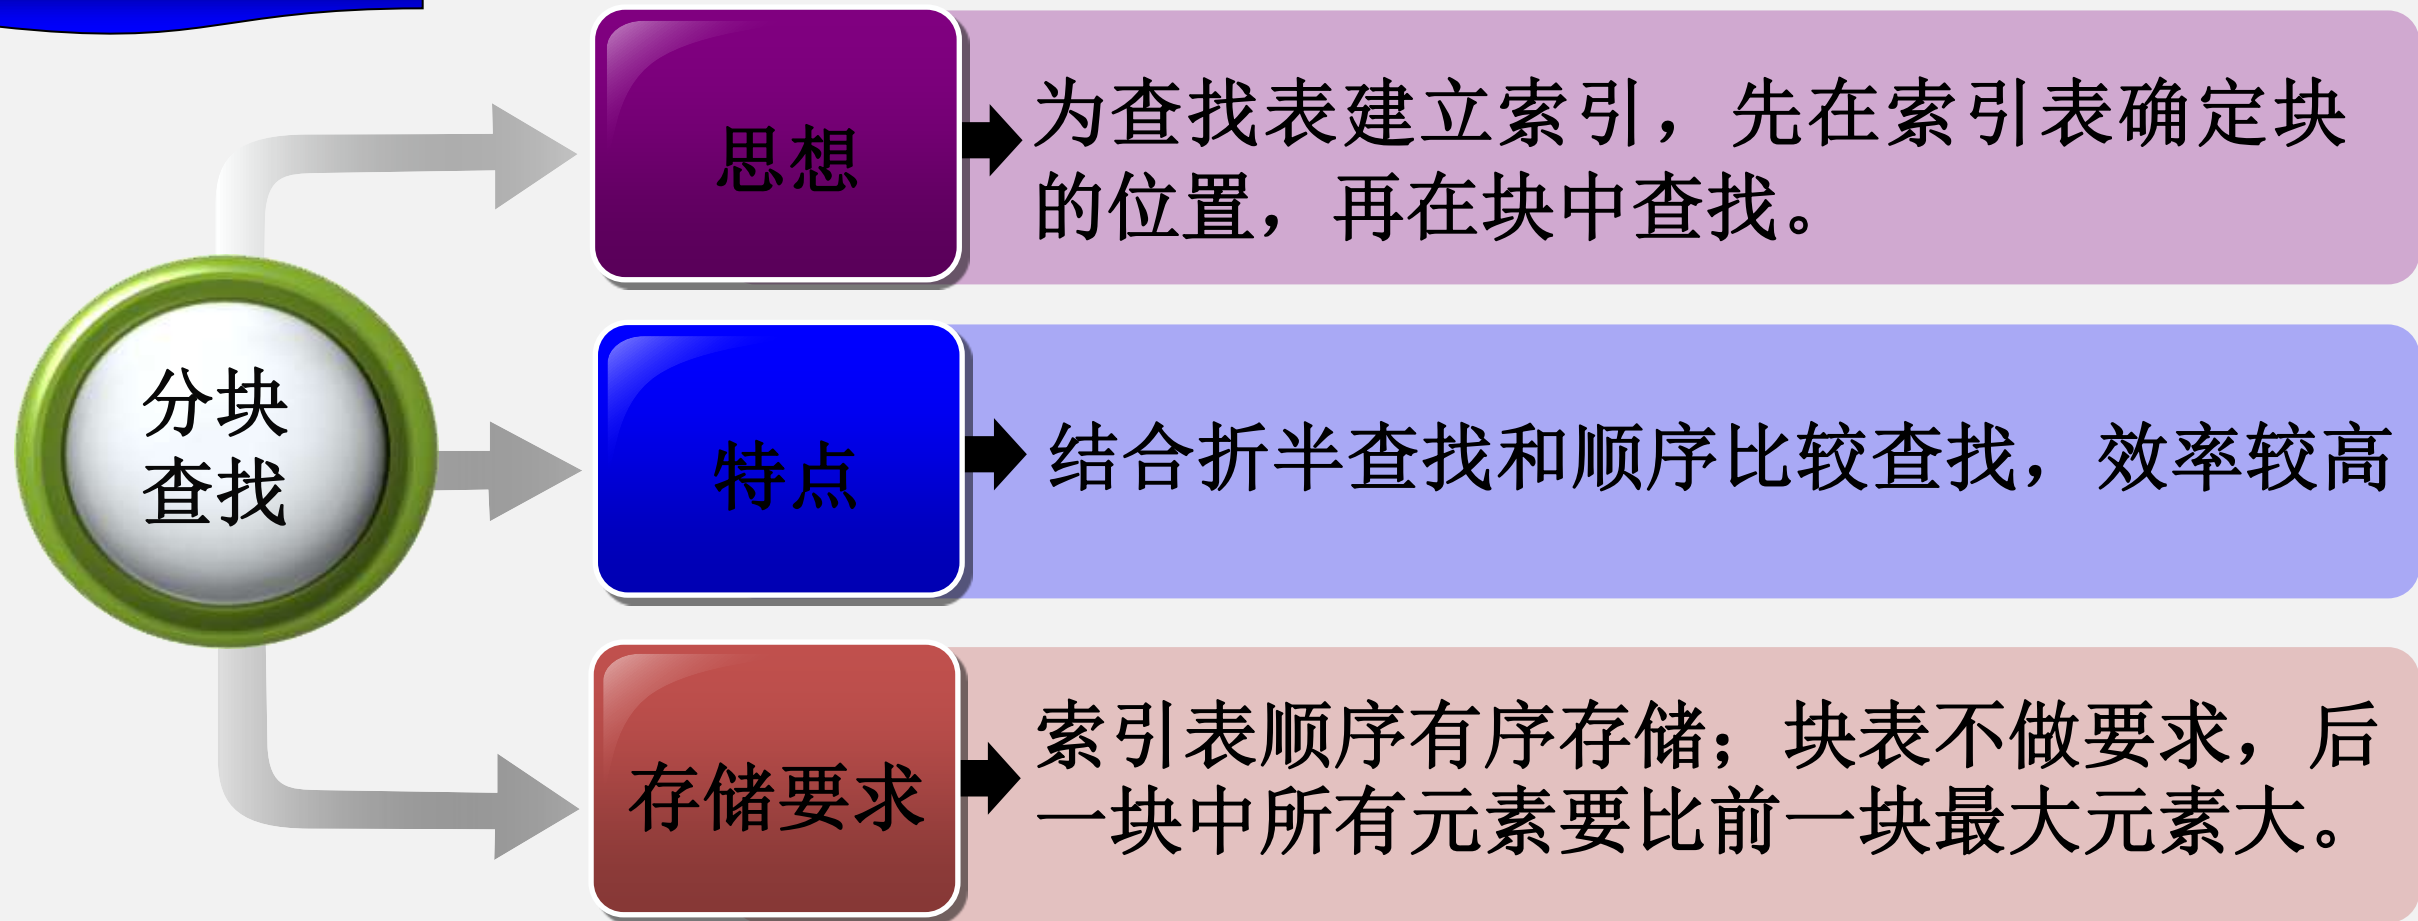 分块
查找
思想
为查找表建立索引，先在索引表确定块
的位置，再在块中查找。
特点
结合折半查找和顺序比较查找，效率较高
存储要求
索引表顺序有序存储；块表不做要求，后
一块中所有元素要比前一块最大元素大。